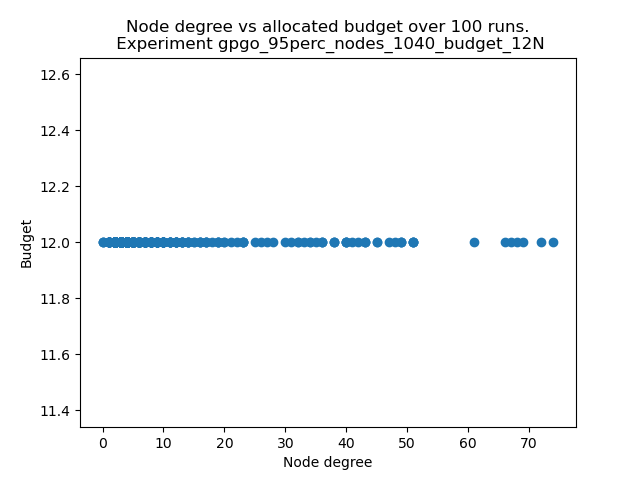 Node degree vs allocated budget over 100 runs.
Experiment gpgo_95perc_nodes_1040_budget_12N
12.6
12.4
12.2
12.0
11.8
11.6
11.4
Budget
0 10 20 30 40 50 60 70
Node degree